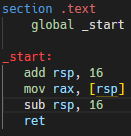 section .text
global _start
_start:
add rsp, 16
mov rax, [rsp]
sub rsp, 16
ret